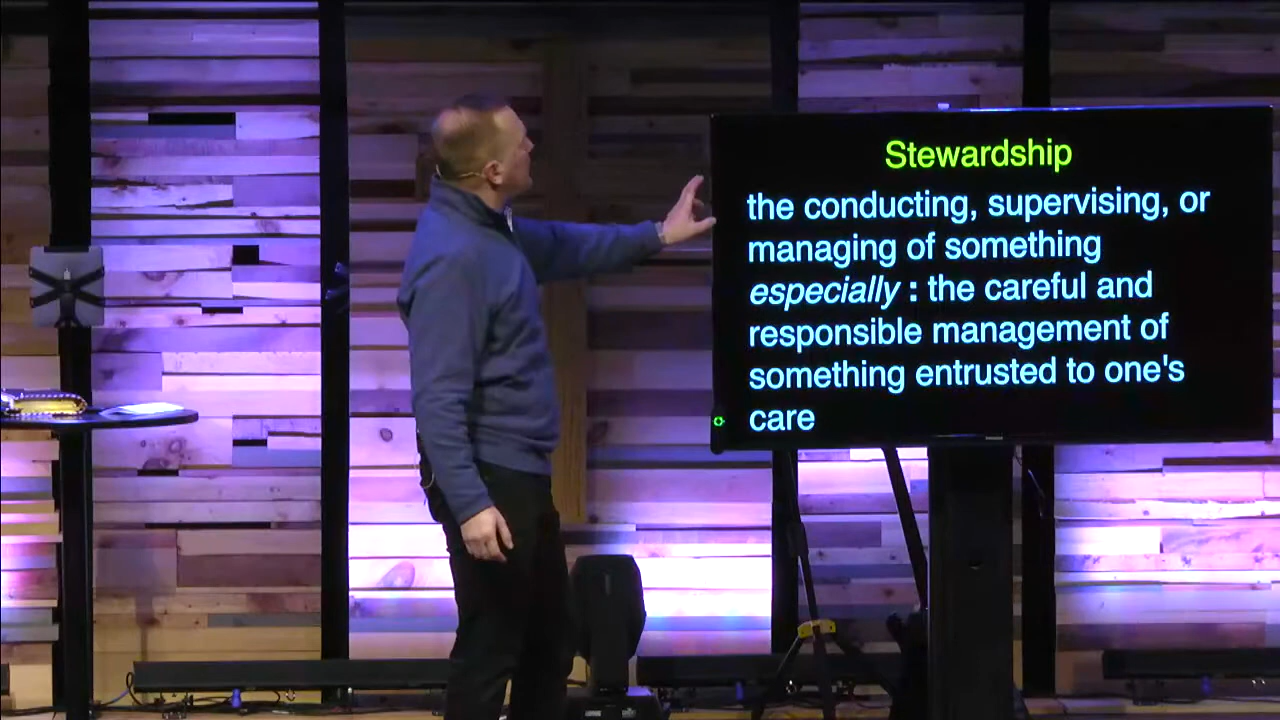 Stewardship
the conducting, supervising, or
managing of something
especially : the careful and
responsible management of
something entrusted to one's
care